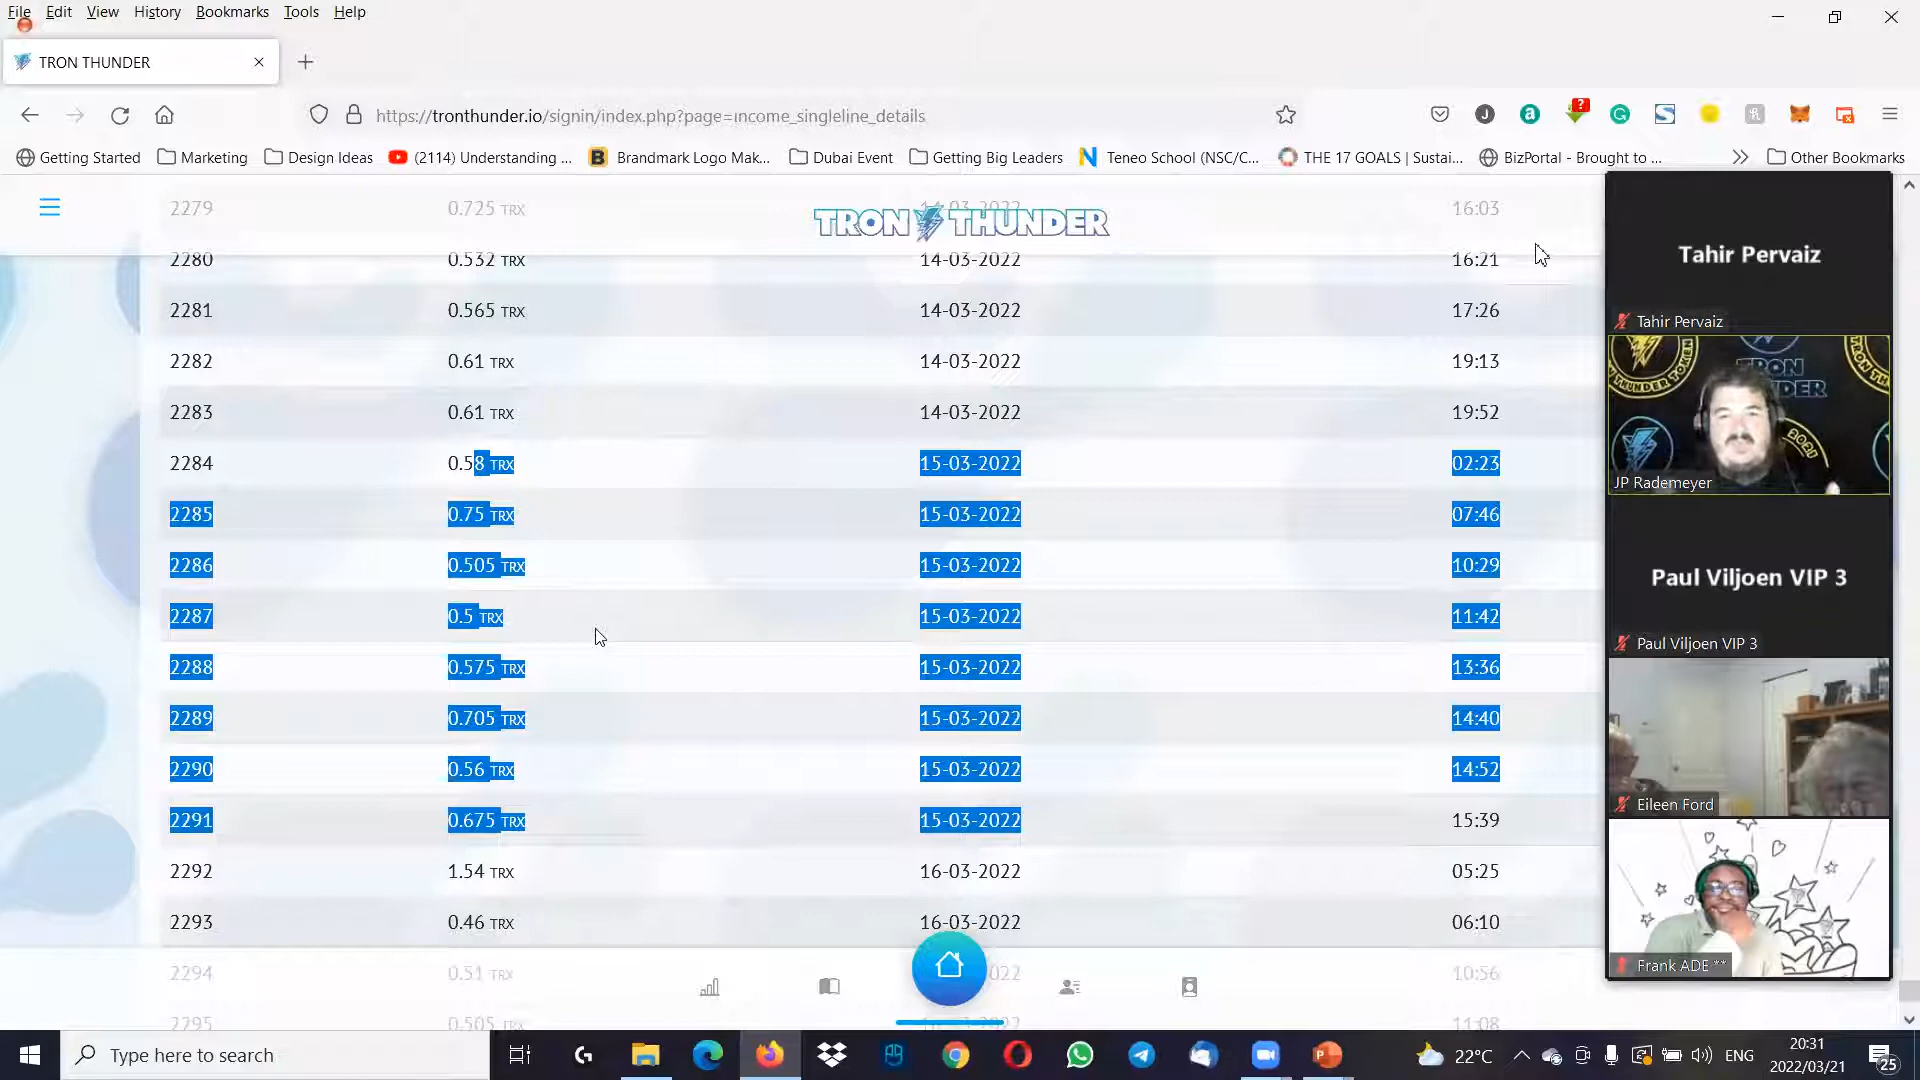 File Edit View History Bookmarks Tools Help
TRON THUNDER
https://tronthunder.io/signin/index.php?page=income_singleline_details
Getting Started Marketing Design Ideas (2114) Understanding ... Brandmark Logo Mak... Dubai Event Getting Big Leaders Teneo School (NSC/C... THE 17 GOALS | Sustai... BizPortal - Brought to ... Other Bookmarks
2279 0.725 TRX 14-03-2022 16:03
TRON THUNDER
2280 0.532 TRX 14-03-2022 16:21
2281 0.565 TRX 14-03-2022 17:26
2282 0.61 TRX 14-03-2022 19:13
2283 0.61 TRX 14-03-2022 19:52
2284 0.58 TRX 15-03-2022 02:23
2285 0.75 TRX 15-03-2022 07:46
2286 0.505 TRX 15-03-2022 10:29
2287 0.5 TRX 15-03-2022 11:42
2288 0.575 TRX 15-03-2022 13:36
2289 0.705 TRX 15-03-2022 14:40
2290 0.56 TRX 15-03-2022 14:52
2291 0.675 TRX 15-03-2022 15:39
2292 1.54 TRX 16-03-2022 05:25
2293 0.46 TRX 16-03-2022 06:10
2294 0.51 TRX 10:56
2295 0.505 TRX 11:08
Tahir Pervaiz
Tahir Pervaiz
TRON
JP Rademeyer
Paul Viljoen VIP 3
Paul Viljoen VIP 3
Eileen Ford
Frank ADE **
Type here to search
22°C ENG
20:31
2022/03/21
25